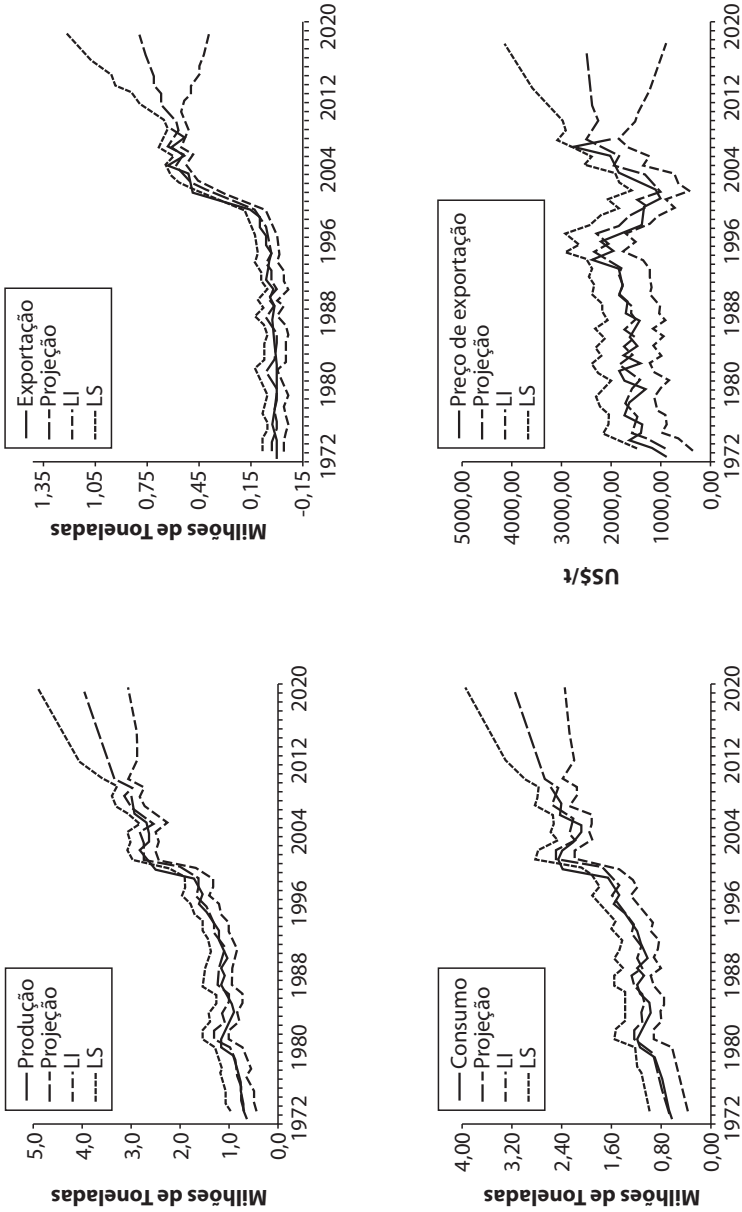 Produção
Projeção
LI
LS
Milhões de Toneladas
5,0
4,0
3,0
2,0
1,0
0,0
1972
1980
1988
1996
2004
2012
2020
Exportação
Projeção
LI
LS
Milhões de Toneladas
1,35
1,05
0,75
0,45
0,15
-0,15
1972
1980
1988
1996
2004
2012
2020
Consumo
Projeção
LI
LS
Milhões de Toneladas
4,00
3,20
2,40
1,60
0,80
0,00
1972
1980
1988
1996
2004
2012
2020
Preço de exportação
Projeção
LI
LS
US$/t
5000,00
4000,00
3000,00
2000,00
1000,00
0,00
1972
1980
1988
1996
2004
2012
2020